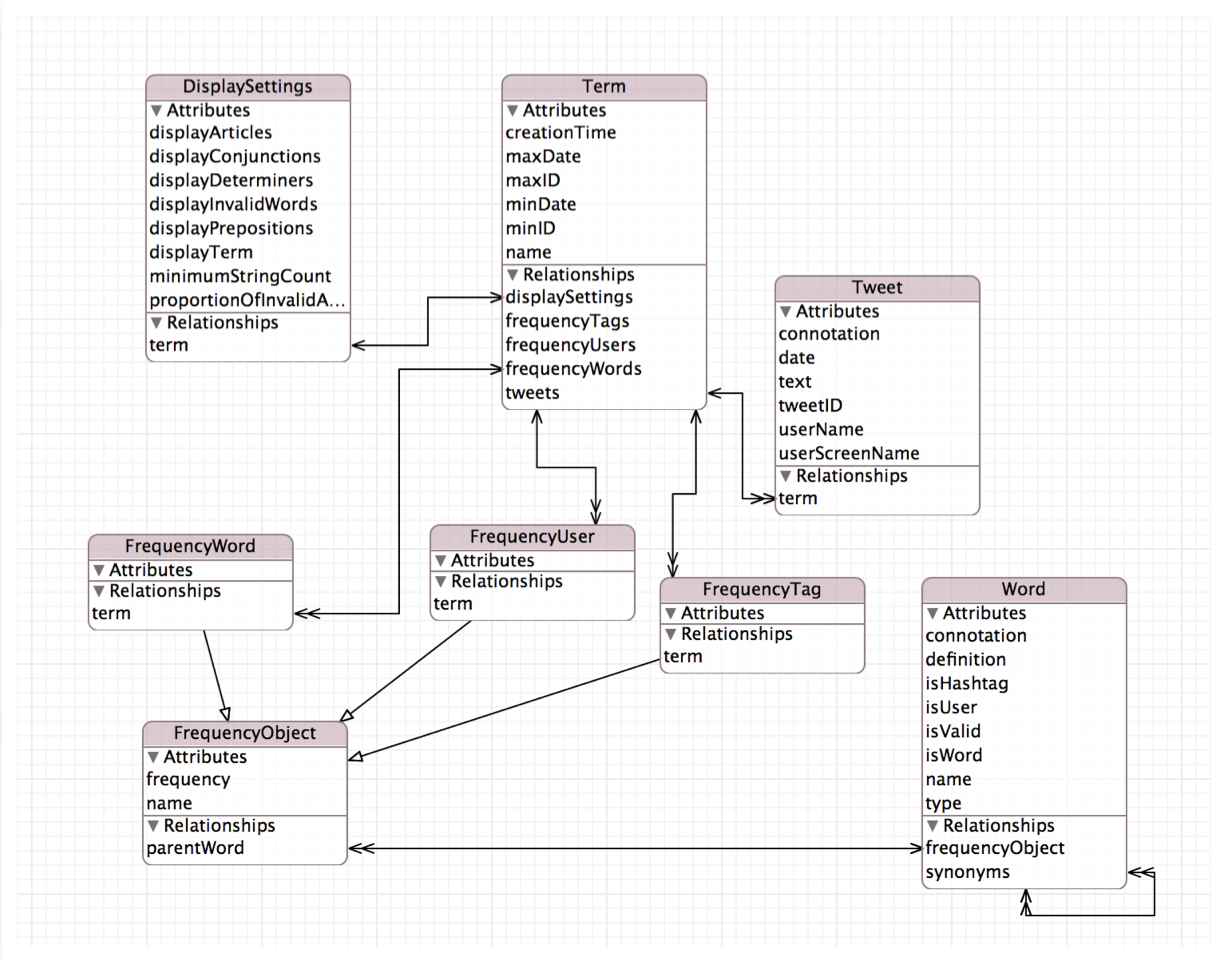 DisplaySettings
Attributes
displayArticles
displayConjunctions
displayDeterminers
displayInvalidWords
displayPrepositions
displayTerm
minimumStringCount
proportionOfInvalidA...
Relationships
term
Term
Attributes
creationTime
maxDate
maxID
minDate
minID
name
Relationships
displaySettings
frequencyTags
frequencyUsers
frequencyWords
tweets
Tweet
Attributes
connotation
date
text
tweetID
userName
userScreenName
Relationships
term
FrequencyWord
Attributes
Relationships
term
FrequencyUser
Attributes
Relationships
term
FrequencyTag
Attributes
Relationships
term
Word
Attributes
connotation
definition
isHashtag
isUser
isValid
isWord
name
type
Relationships
frequencyObject
synonyms
FrequencyObject
Attributes
frequency
name
Relationships
parentWord